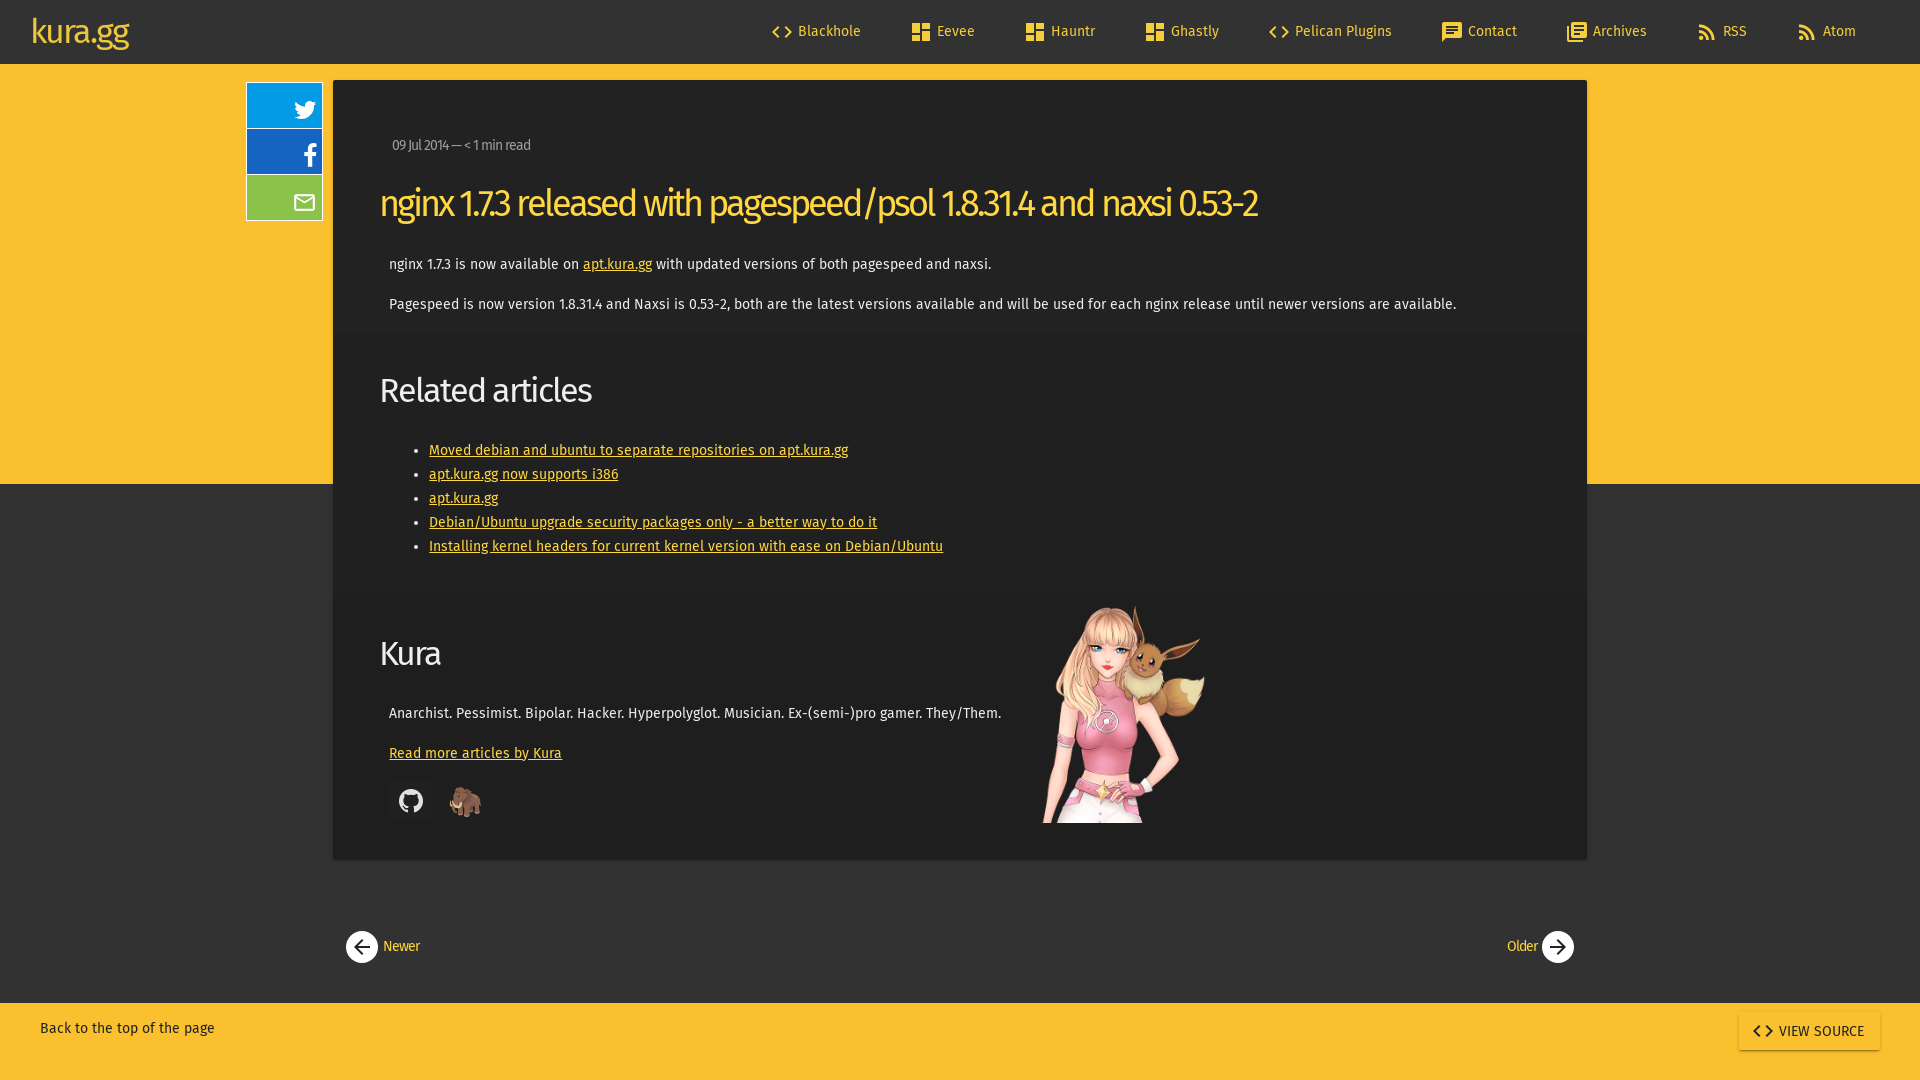 kura.gg
Blackhole
Eevee
Hauntr
Ghastly
Pelican Plugins
Contact
Archives
RSS
Atom
09 Jul 2014 — < 1 min read
nginx 1.7.3 released with pagespeed/psol 1.8.31.4 and naxsi 0.53-2
nginx 1.7.3 is now available on apt.kura.gg with updated versions of both pagespeed and naxsi.
Pagespeed is now version 1.8.31.4 and Naxsi is 0.53-2, both are the latest versions available and will be used for each nginx release until newer versions are available.
Related articles
Moved debian and ubuntu to separate repositories on apt.kura.gg
apt.kura.gg now supports i386
apt.kura.gg
Debian/Ubuntu upgrade security packages only - a better way to do it
Installing kernel headers for current kernel version with ease on Debian/Ubuntu
Kura
Anarchist. Pessimist. Bipolar. Hacker. Hyperpolyglot. Musician. Ex-(semi-)pro gamer. They/Them.
Read more articles by Kura
Newer
Older
Back to the top of the page
VIEW SOURCE